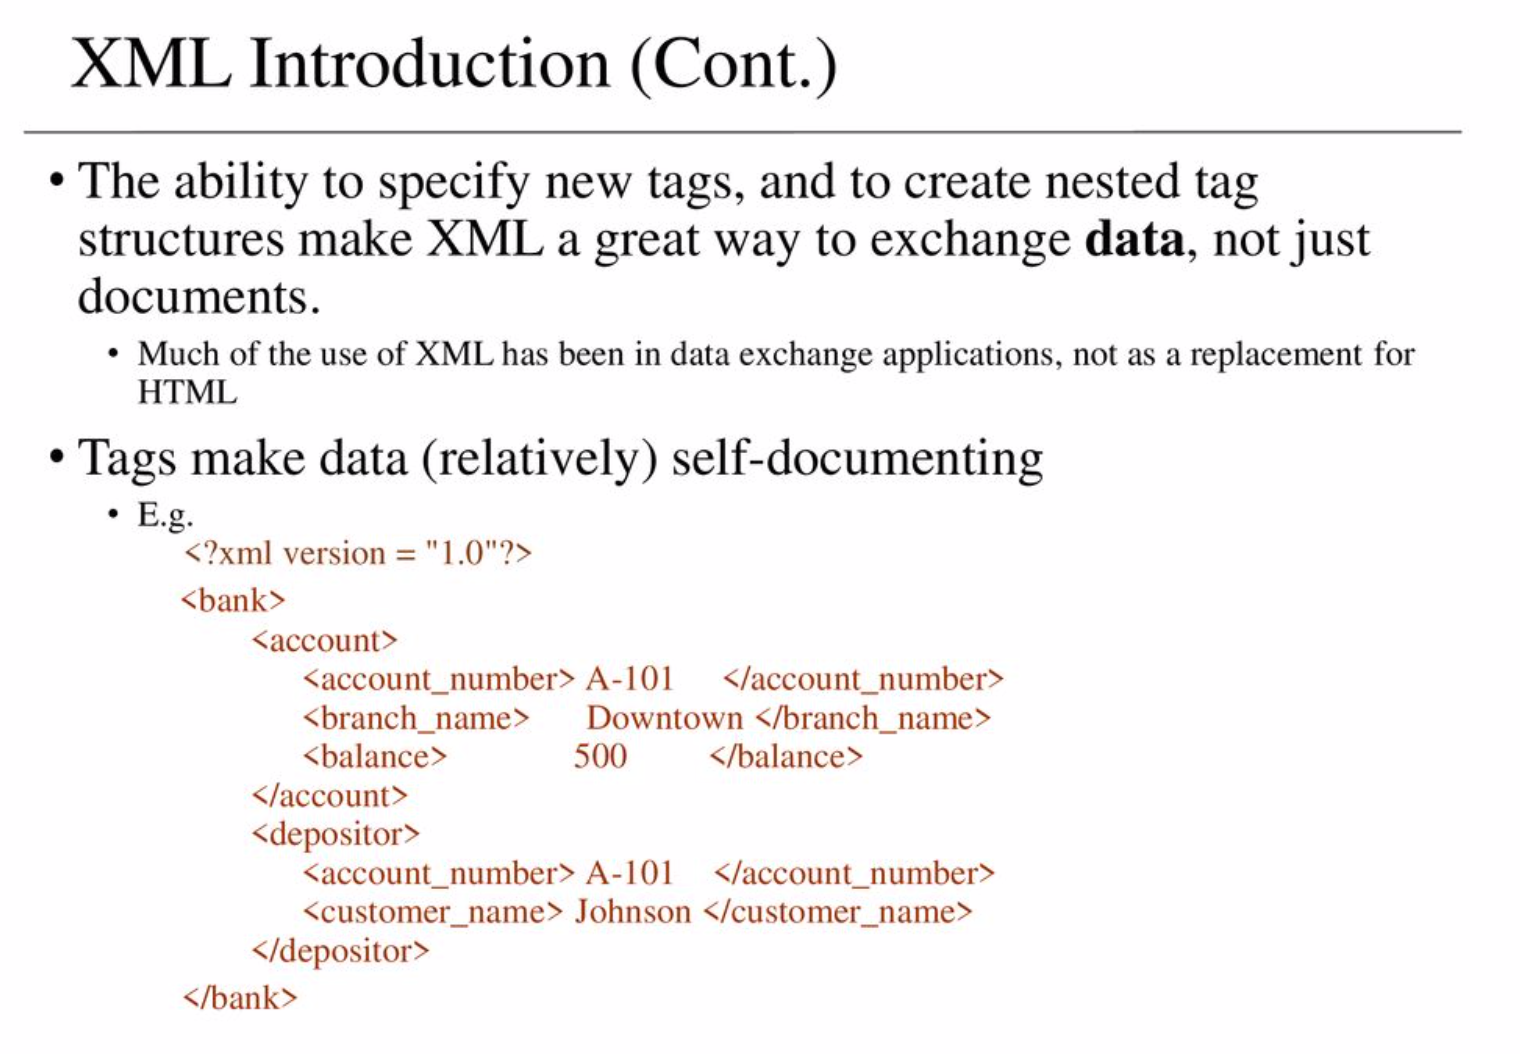 XML Introduction (Cont.)
• The ability to specify new tags, and to create nested tag
structures make XML a great way to exchange data, not just
documents.
• Much of the use of XML has been in data exchange applications, not as a replacement for
HTML
• Tags make data (relatively) self-documenting
• E.g.
<?xml version = "1.0"?>
<bank>
<account>
<account_number> A-101 </account_number>
<branch_name> Downtown </branch_name>
<balance> 500 </balance>
</account>
<depositor>
<account_number> A-101 </account_number>
<customer_name> Johnson </customer_name>
</depositor>
</bank>